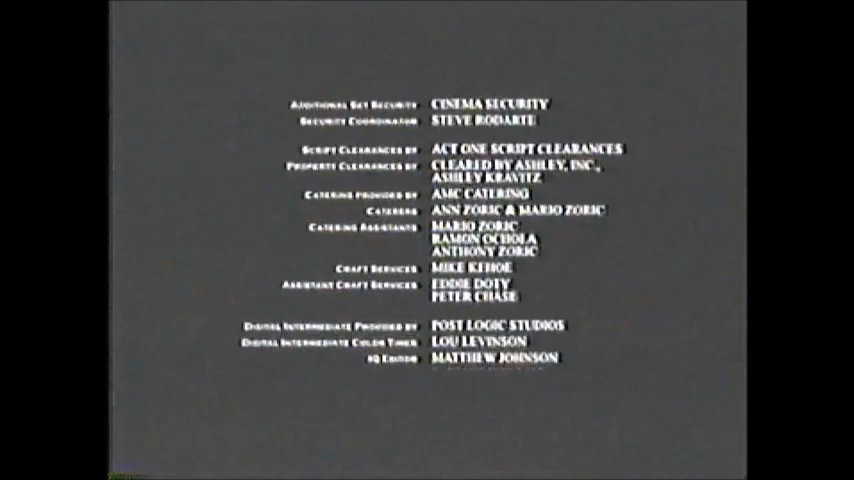 ADDITIONAL SET SECURITY CINEMA SECURITY
SECURITY COORDINATOR STEVE RODARTE
SCRIPT CLEARANCES BY ACT ONE SCRIPT CLEARANCES
PROPERTY CLEARANCES BY CLEARED BY ASHLEY, INC.,
ASHLEY KRAVITZ
CATERING PROVIDED BY AMC CATERING
CATERERS ANN ZORIC & MARIO ZORIC
CATERING ASSISTANTS MARIO ZORIC
RAMON OCHOLA
ANTHONY ZORIC
CRAFT SERVICES MIKE KEHOE
ASSISTANT CRAFT SERVICES EDDIE DOTY
PETER CHASE
DIGITAL INTERMEDIATE PROVIDED BY POST LOGIC STUDIOS
DIGITAL INTERMEDIATE COLOR TIMER LOU LEVINSON
IQ EDITOR MATTHEW JOHNSON